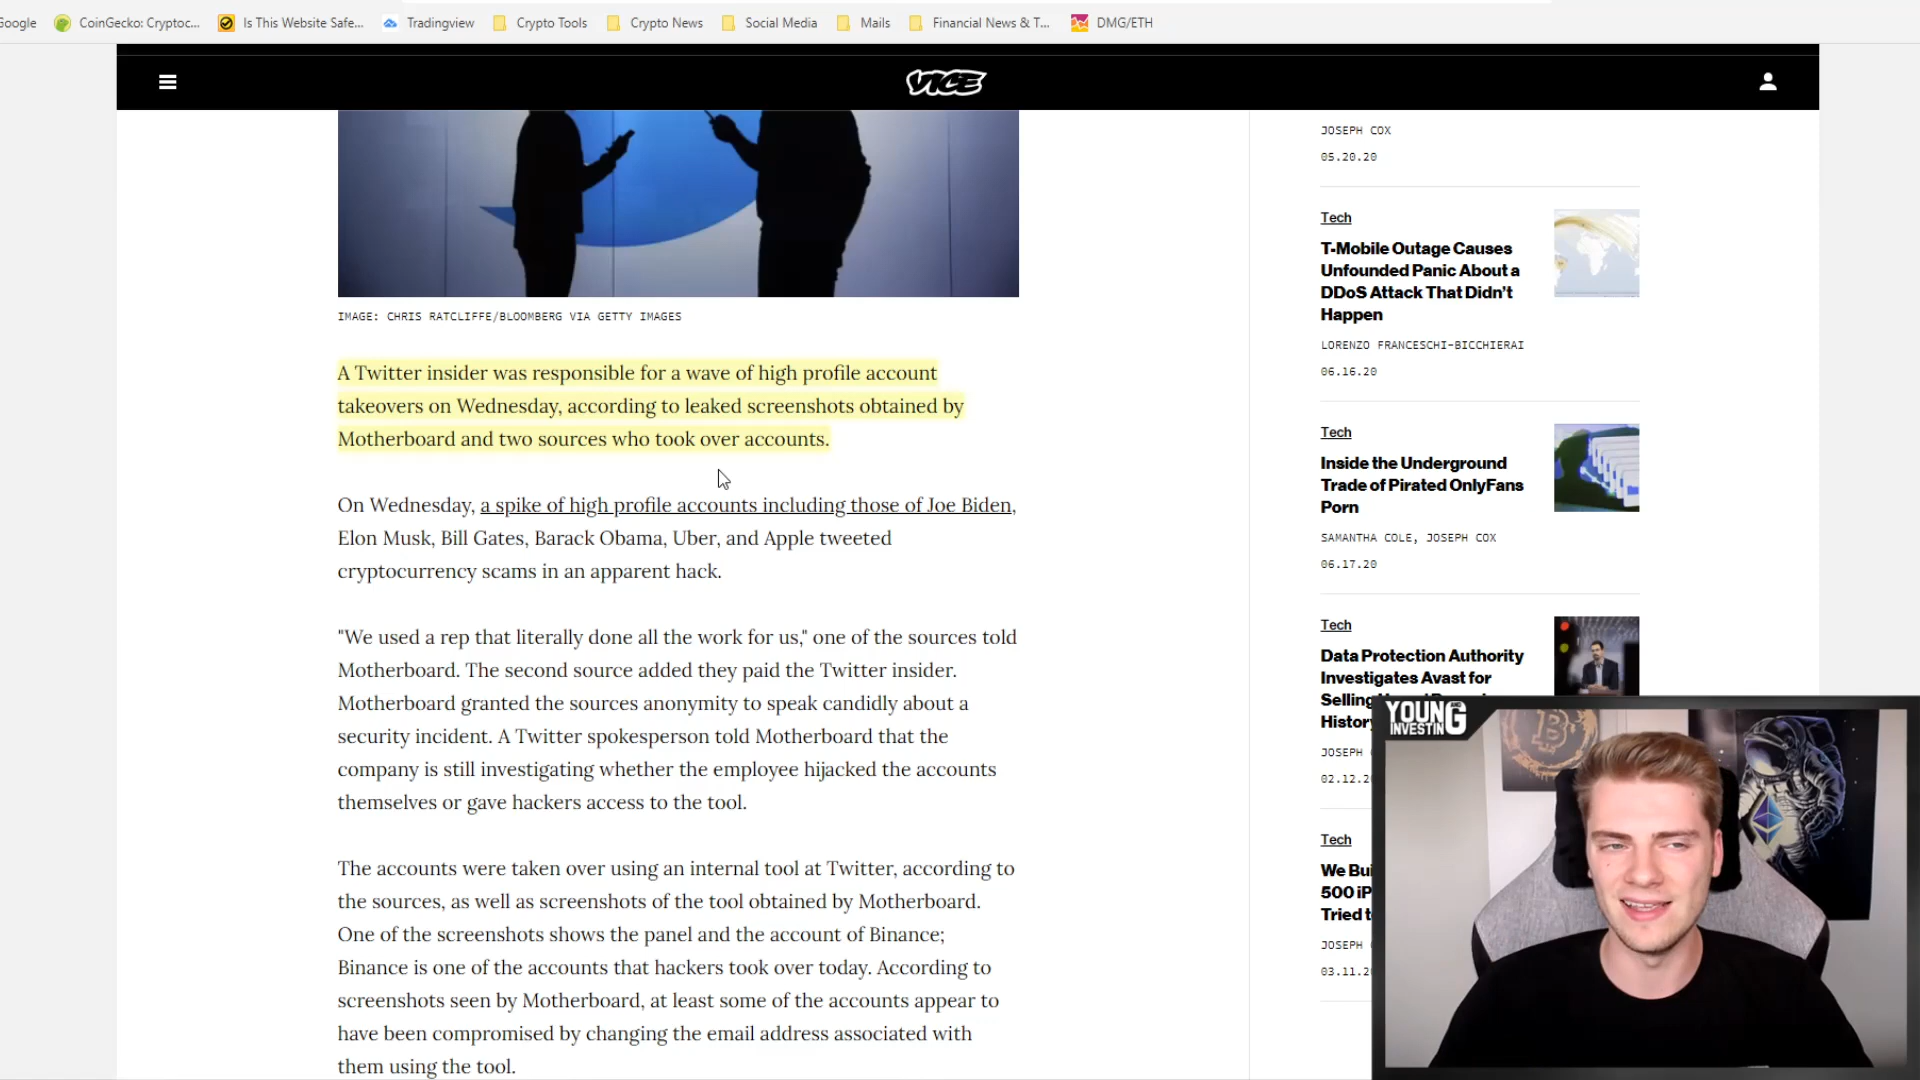 Google
CoinGecko: Cryptoc...
Is This Website Safe...
Tradingview
Crypto Tools
Crypto News
Social Media
Mails
Financial News & T...
DMG/ETH
VICE
IMAGE: CHRIS RATCLIFFE/BLOOMBERG VIA GETTY IMAGES
A Twitter insider was responsible for a wave of high profile account
takeovers on Wednesday, according to leaked screenshots obtained by
Motherboard and two sources who took over accounts.
On Wednesday, a spike of high profile accounts including those of Joe Biden,
Elon Musk, Bill Gates, Barack Obama, Uber, and Apple tweeted
cryptocurrency scams in an apparent hack.
"We used a rep that literally done all the work for us," one of the sources told
Motherboard. The second source added they paid the Twitter insider.
Motherboard granted the sources anonymity to speak candidly about a
security incident. A Twitter spokesperson told Motherboard that the
company is still investigating whether the employee hijacked the accounts
themselves or gave hackers access to the tool.
The accounts were taken over using an internal tool at Twitter, according to
the sources, as well as screenshots of the tool obtained by Motherboard.
One of the screenshots shows the panel and the account of Binance;
Binance is one of the accounts that hackers took over today. According to
screenshots seen by Motherboard, at least some of the accounts appear to
have been compromised by changing the email address associated with
them using the tool.
JOSEPH COX
05.20.20
Tech
T-Mobile Outage Causes
Unfounded Panic About a
DDoS Attack That Didn't
Happen
LORENZO FRANCESCHI-BICCHIERAI
06.16.20
Tech
Inside the Underground
Trade of Pirated OnlyFans
Porn
SAMANTHA COLE, JOSEPH COX
06.17.20
Tech
Data Protection Authority
Investigates Avast for
Selling
Histor
JOSEPH
02.12.2
Tech
We Bui
500 iP
Tried t
JOSEPH
03.11.2
YOUNG
AND
INVESTING